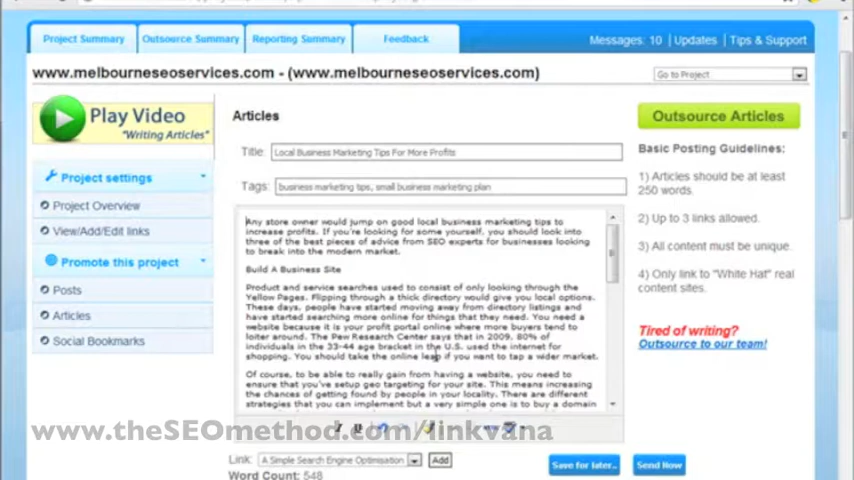 Project Summary
Outsource Summary
Reporting Summary
Feedback
Messages: 10 | Updates | Tips & Support
www.melbourneseoservices.com - (www.melbourneseoservices.com)
Go to Project
Play Video
"Writing Articles"
Project settings
Project Overview
View/Add/Edit links
Promote this project
Posts
Articles
Social Bookmarks
Articles
Title: Local Business Marketing Tips For More Profits
Tags: business marketing tips, small business marketing plan
Any store owner would jump on good local business marketing tips to
increase profits. If you're looking for some yourself, you should look into
three of the best pieces of advice from SEO experts for businesses looking
to break into the modern market.
Build A Business Site
Product and service searches used to consist of only looking through the
Yellow Pages. Flipping through a thick directory would give you local options.
These days, people have started moving away from directory listings and
have started searching more online for things that they need. You need a
website because it is your profit portal online where more buyers tend to
loiter around. The Pew Research Center says that in 2009, 80% of
individuals in the 33-44 age bracket in the U.S. used the internet for
shopping. You should take the online leap if you want to tap a wider market.
Of course, to be able to really gain from having a website, you need to
ensure that you've setup geo targeting for your site. This means increasing
the chances of getting found by people in your locality. There are different
strategies that you can implement but a very simple one is to buy a domain
Link: A Simple Search Engine Optimisation Add
Word Count: 548
Save for later..
Send Now
Outsource Articles
Basic Posting Guidelines:
1) Articles should be at least
250 words.
2) Up to 3 links allowed.
3) All content must be unique.
4) Only link to "White Hat" real
content sites.
Tired of writing?
Outsource to our team!
www.theSEOmethod.com/linkvana